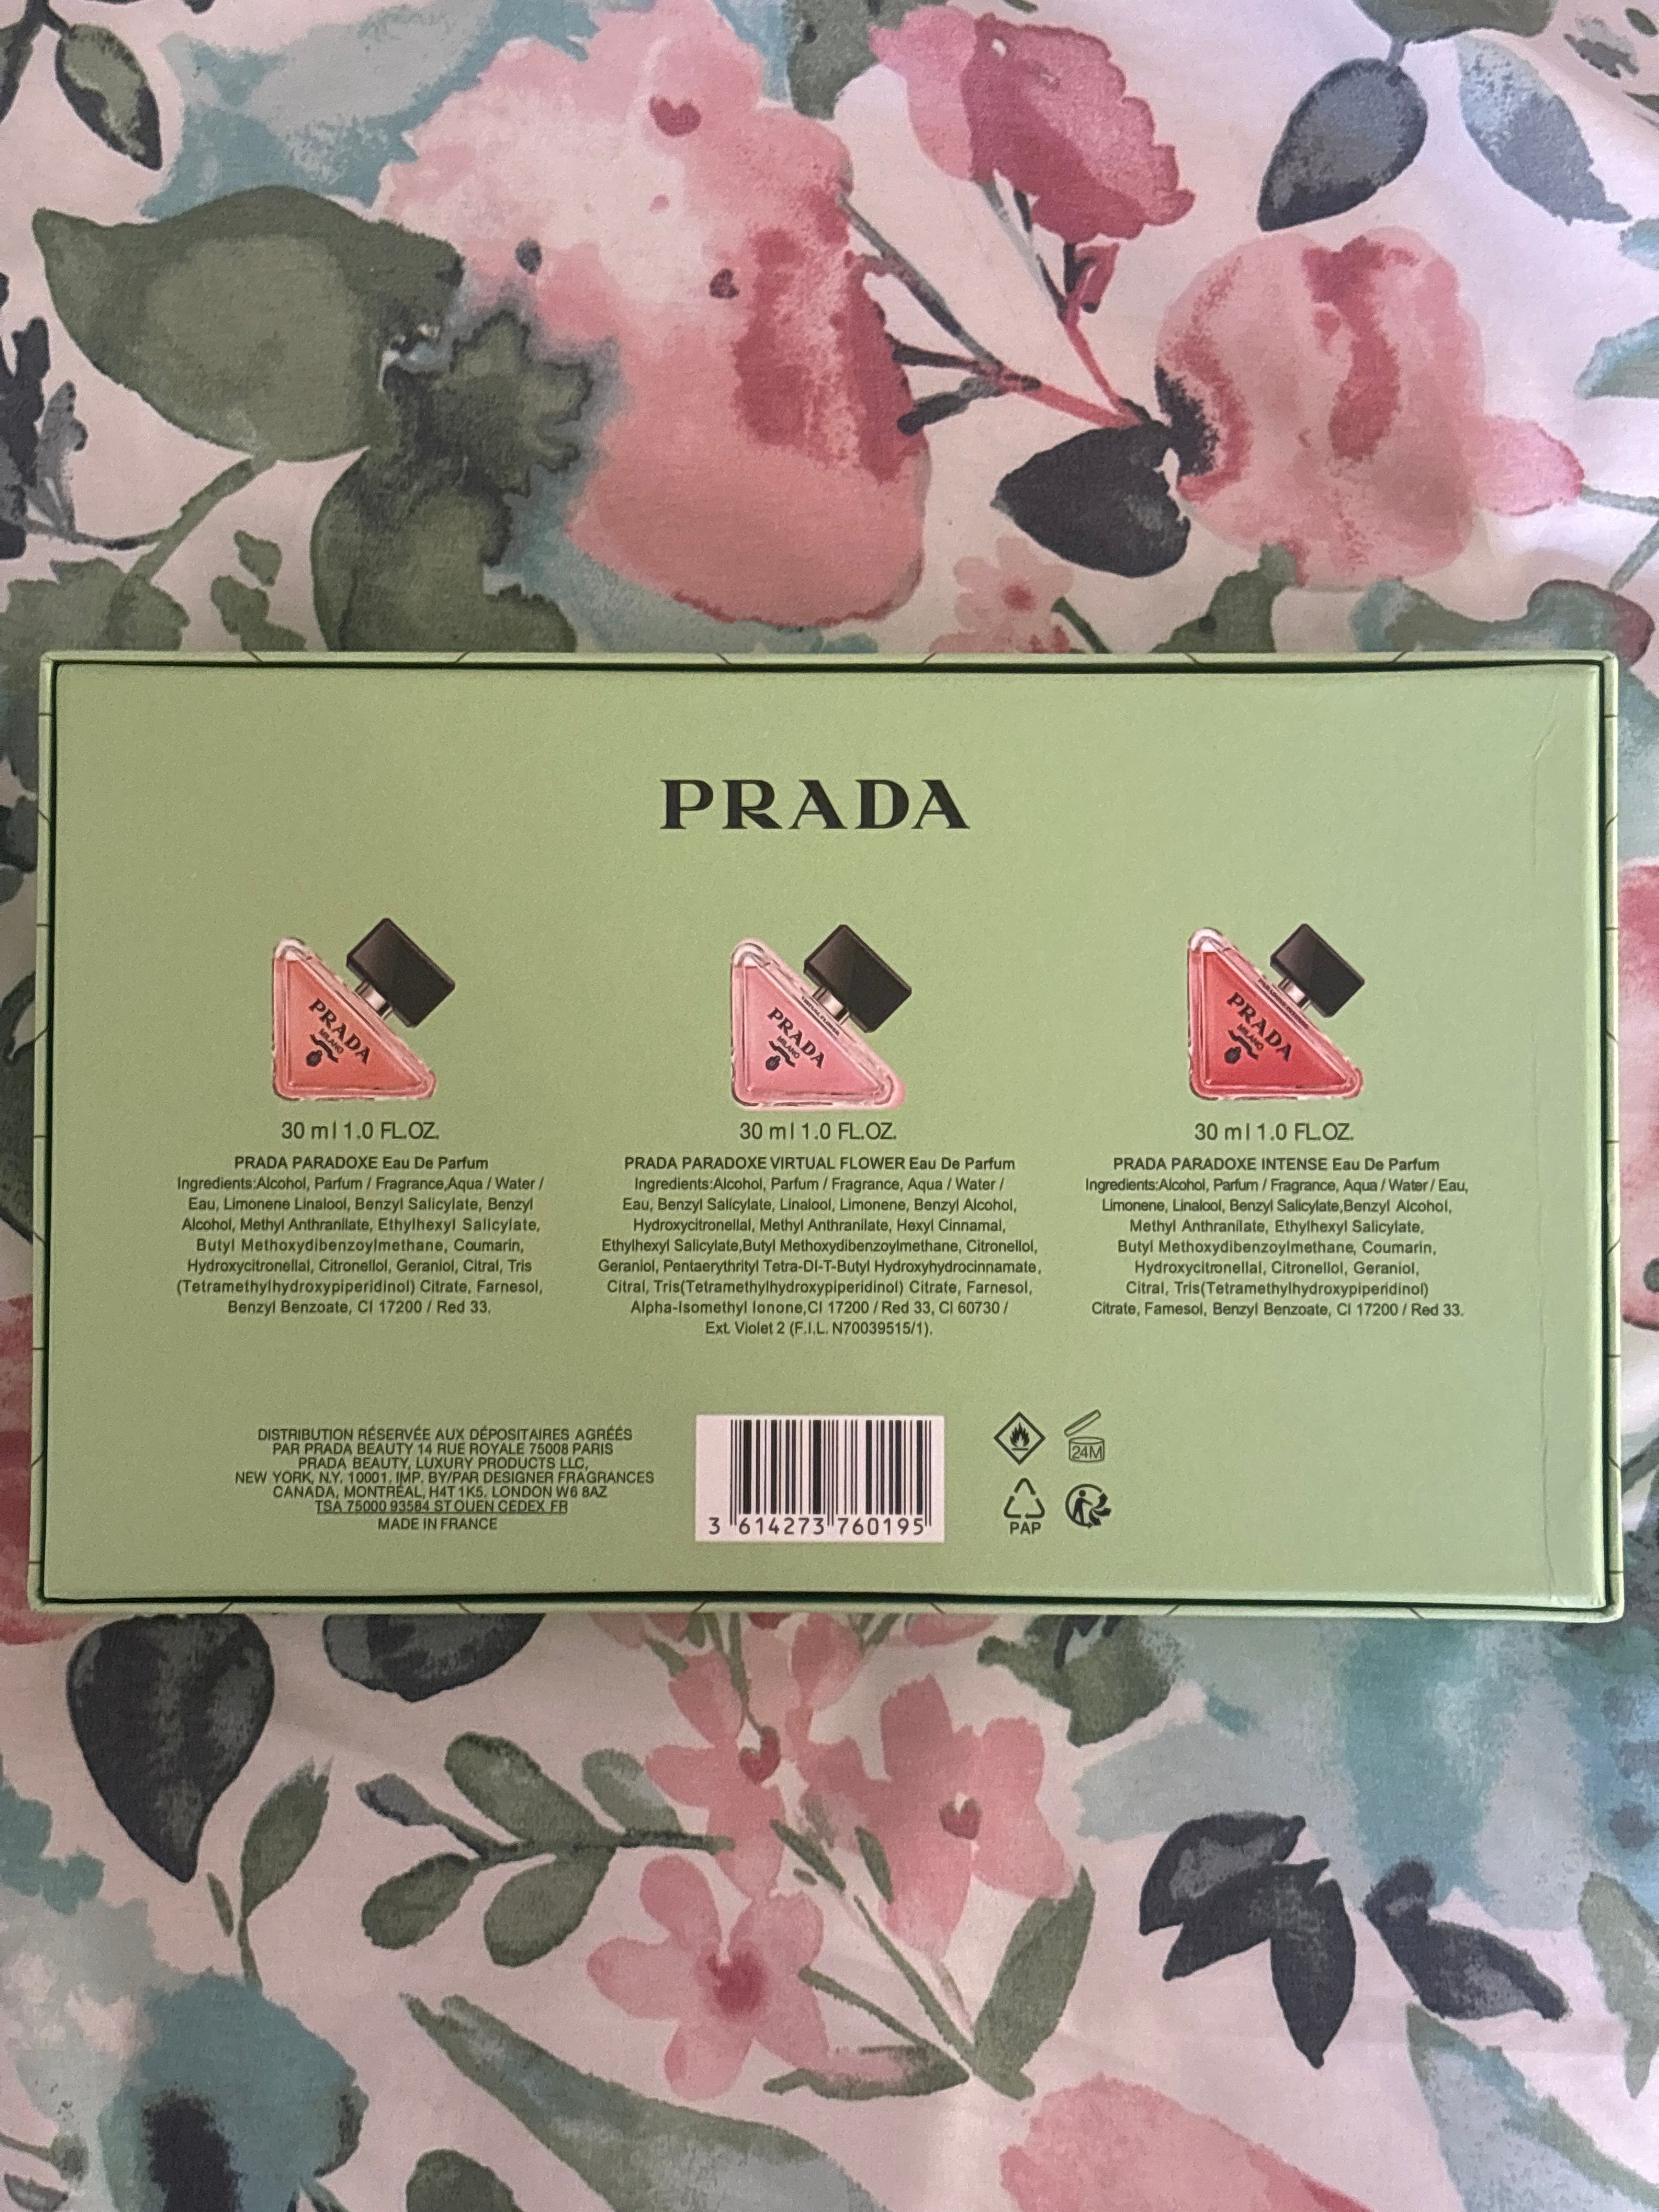 PRADA
PRADA
MILANO
PRADA
MILANO
PRADA
MILANO
30 ml | 1.0 FL.OZ.
PRADA PARADOXE Eau De Parfum
Ingredients:Alcohol, Parfum / Fragrance,Aqua / Water /
Eau, Limonene Linalool, Benzyl Salicylate, Benzyl
Alcohol, Methyl Anthranilate, Ethylhexyl Salicylate,
Butyl Methoxydibenzoylmethane, Coumarin,
Hydroxycitronellal, Citronellol, Geraniol, Citral, Tris
(Tetramethylhydroxypiperidinol) Citrate, Farnesol,
Benzyl Benzoate, CI 17200 / Red 33.
30 ml | 1.0 FL.OZ.
PRADA PARADOXE VIRTUAL FLOWER Eau De Parfum
Ingredients:Alcohol, Parfum / Fragrance, Aqua / Water /
Eau, Benzyl Salicylate, Linalool, Limonene, Benzyl Alcohol,
Hydroxycitronellal, Methyl Anthranilate, Hexyl Cinnamal,
Ethylhexyl Salicylate,Butyl Methoxydibenzoylmethane, Citronellol,
Geraniol, Pentaerythrityl Tetra-DI-T-Butyl Hydroxyhydrocinnamate,
Citral, Tris(Tetramethylhydroxypiperidinol) Citrate, Farnesol,
Alpha-Isomethyl Ionone,CI 17200 / Red 33, CI 60730 /
Ext. Violet 2 (F.I.L. N70039515/1).
30 ml | 1.0 FL.OZ.
PRADA PARADOXE INTENSE Eau De Parfum
Ingredients:Alcohol, Parfum / Fragrance, Aqua / Water / Eau,
Limonene, Linalool, Benzyl Salicylate,Benzyl Alcohol,
Methyl Anthranilate, Ethylhexyl Salicylate,
Butyl Methoxydibenzoylmethane, Coumarin,
Hydroxycitronellal, Citronellol, Geraniol,
Citral, Tris(Tetramethylhydroxypiperidinol)
Citrate, Farnesol, Benzyl Benzoate, CI 17200 / Red 33.
DISTRIBUTION RÉSERVÉE AUX DÉPOSITAIRES AGRÉÉS
PAR PRADA BEAUTY 14 RUE ROYALE 75008 PARIS
PRADA BEAUTY, LUXURY PRODUCTS LLC,
NEW YORK, N.Y. 10001. IMP. BY/PAR DESIGNER FRAGRANCES
CANADA, MONTRÉAL, H4T 1K5. LONDON W6 8AZ
TSA 75000 93584 ST OUEN CEDEX FR
MADE IN FRANCE
3 614273 760195
24M
PAP